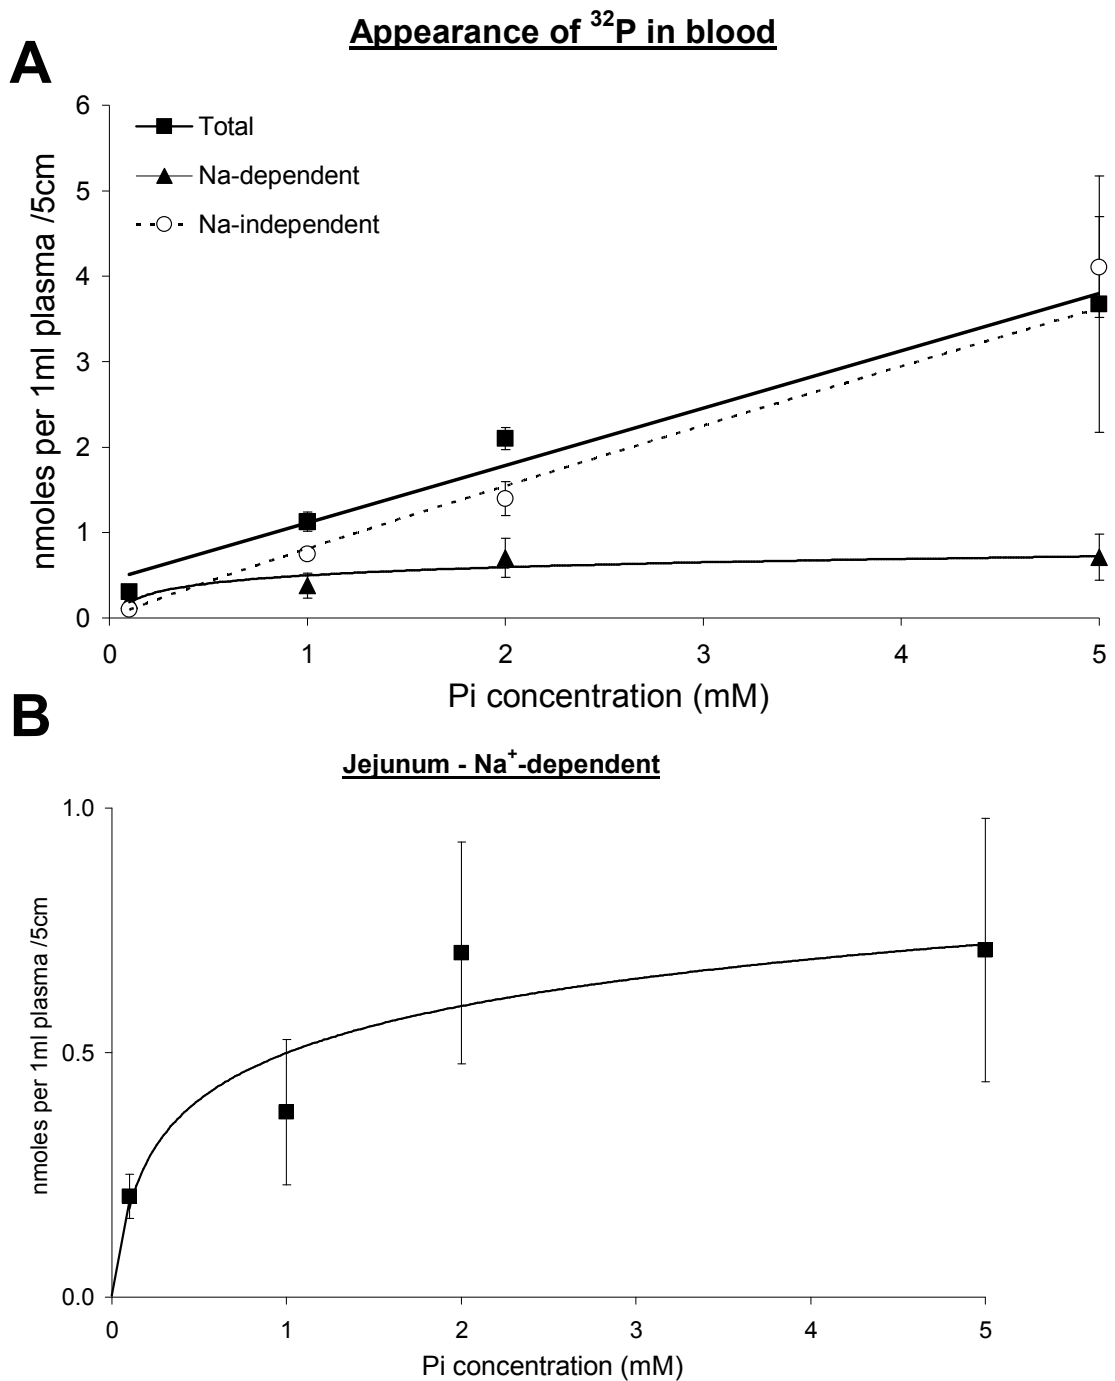 Appearance of ³²P in blood
A
6
5
4
3
2
1
0
nmoles per 1ml plasma /5cm
Total
Na-dependent
Na-independent
0 1 2 3 4 5
Pi concentration (mM)
B
Jejunum - Na⁺-dependent
1.0
0.5
0.0
nmoles per 1ml plasma /5cm
0 1 2 3 4 5
Pi concentration (mM)